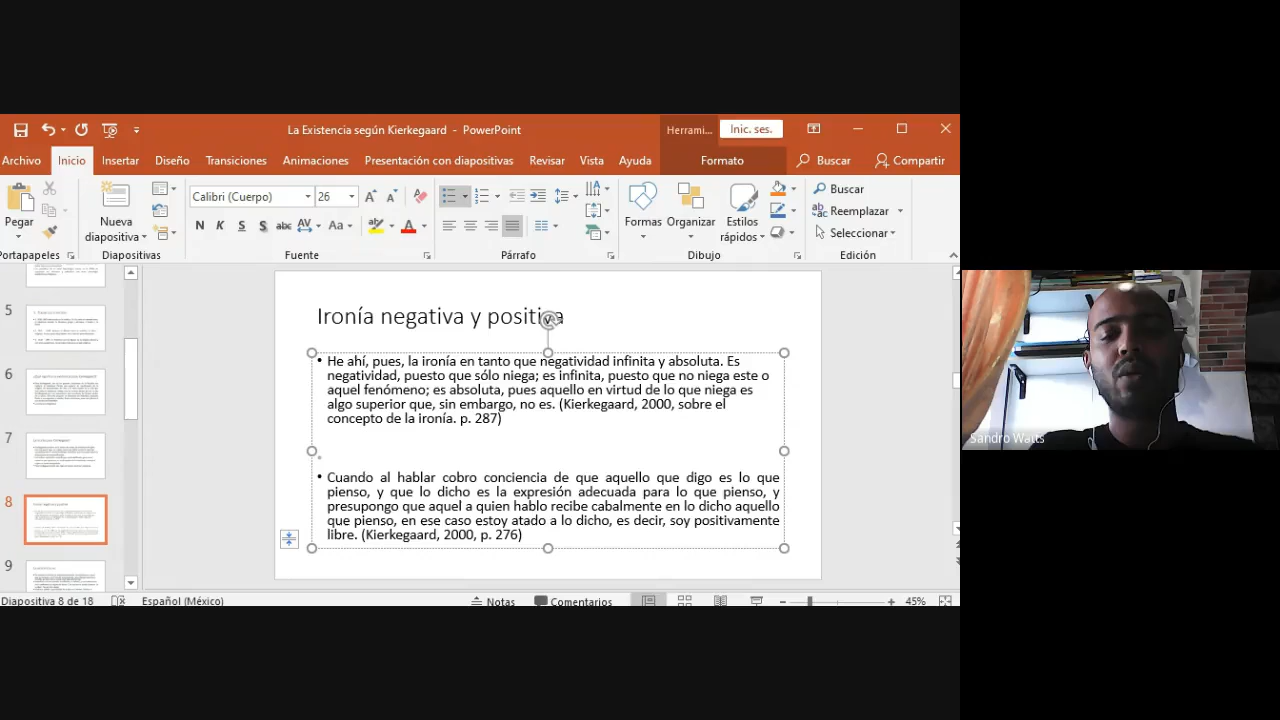 La Existencia según Kierkegaard - PowerPoint
Herrami...
Inic. ses.
Archivo
Inicio
Insertar
Diseño
Transiciones
Animaciones
Presentación con diapositivas
Revisar
Vista
Ayuda
Formato
Buscar
Compartir
Pegar
Nueva
diapositiva
Calibri (Cuerpo)
26
N K S S abc AV Aa A
Formas
Organizar
Estilos
rápidos
Buscar
Reemplazar
Seleccionar
Portapapeles
Diapositivas
Fuente
Párrafo
Dibujo
Edición
5
6
7
8
9
Ironía negativa y positiva
• He ahí, pues, la ironía en tanto que negatividad infinita y absoluta. Es
negatividad, puesto que sólo niega; es infinita, puesto que no niega este o
aquel fenómeno; es absoluta, pues aquello en virtud de lo que niega es
algo superior que, sin embargo, no es. (Kierkegaard, 2000, sobre el
concepto de la ironía. p. 287)
• Cuando al hablar cobro conciencia de que aquello que digo es lo que
pienso, y que lo dicho es la expresión adecuada para lo que pienso, y
presupongo que aquel a quien hablo recibe cabalmente en lo dicho aquello
que pienso, en ese caso estoy atado a lo dicho, es decir, soy positivamente
libre. (Kierkegaard, 2000, p. 276)
Diapositiva 8 de 18
Español (México)
Notas
Comentarios
45%
Sandro Watts